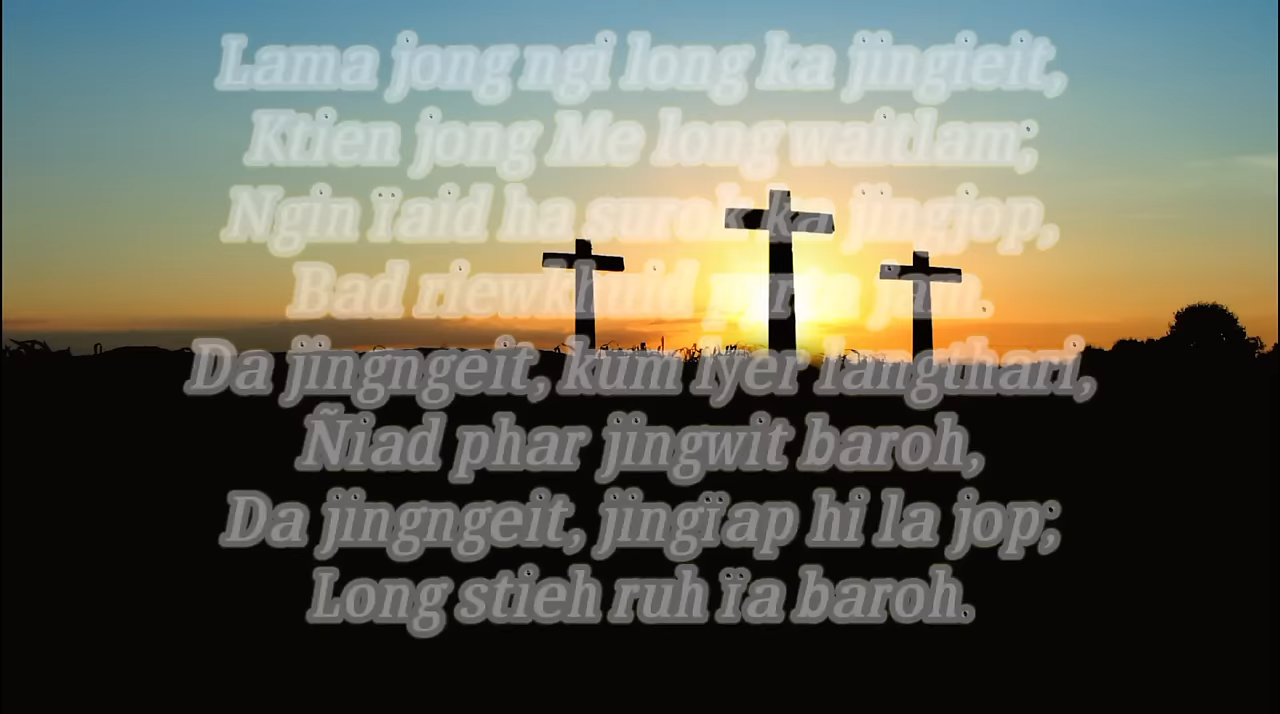 Lama jong ngi long ka jingieit,
Ktien jong Me long waitlam;
Ngin ïaid ha surok ka jingjop,
Bad riewkhuid jam.
Da jingngeit, kum lyer langthari,
Ñiad phar jingwit baroh,
Da jingngeit, jingïap hi la jop;
Long stieh ruh ïa baroh.